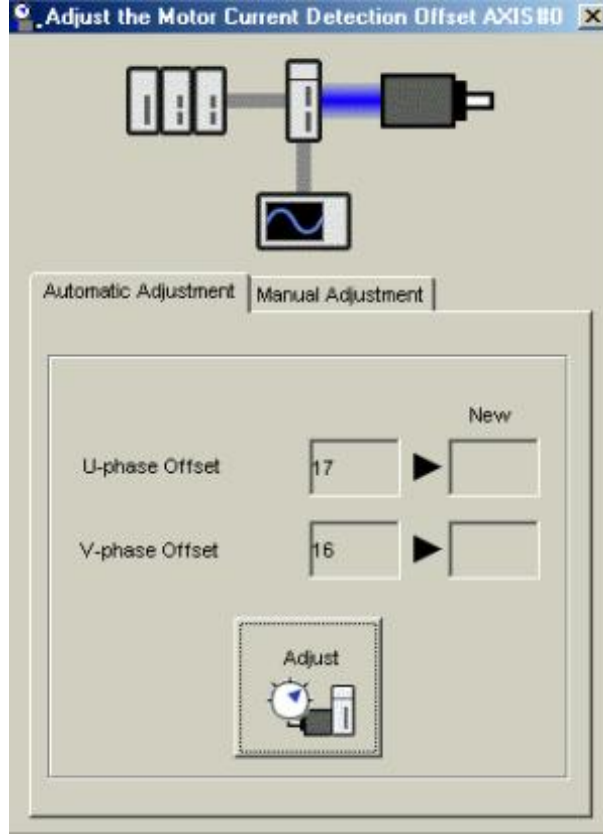 Adjust the Motor Current Detection Offset AXIS#0
Automatic Adjustment
Manual Adjustment
New
U-phase Offset
17
V-phase Offset
16
Adjust